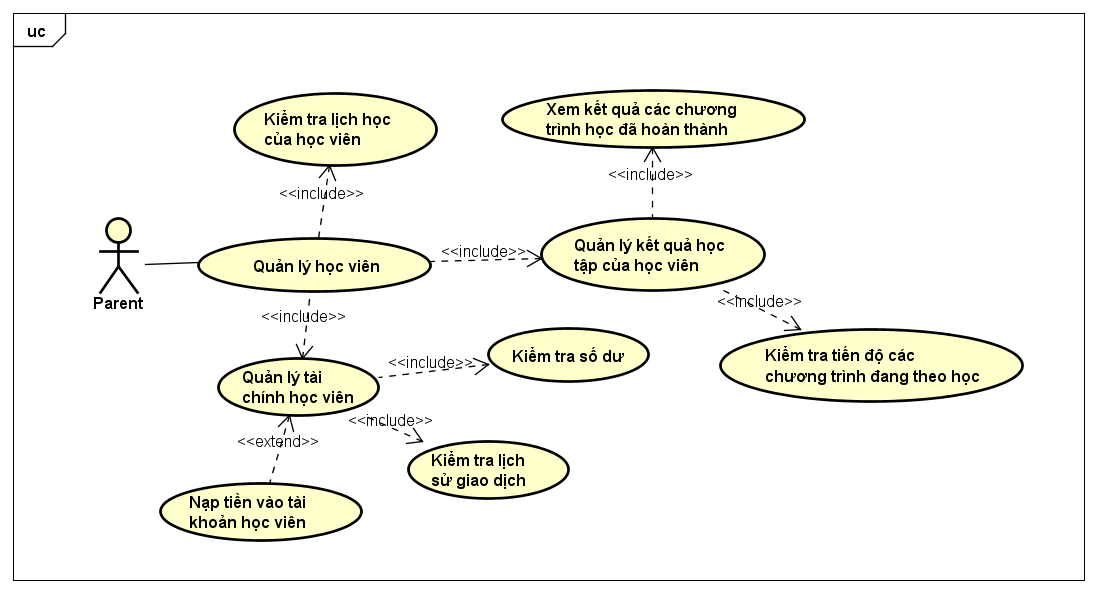 uc
Kiểm tra lịch học
của học viên
Xem kết quả các chương
trình học đã hoàn thành
<<include>>
<<include>>
Quản lý học viên
<<include>>
Quản lý kết quả học
tập của học viên
Parent
<<include>>
<<include>>
Quản lý tài
chính học viên
<<include>>
Kiểm tra số dư
Kiểm tra tiến độ các
chương trình đang theo học
<<include>>
<<extend>>
Kiểm tra lịch
sử giao dịch
Nạp tiền vào tài
khoản học viên